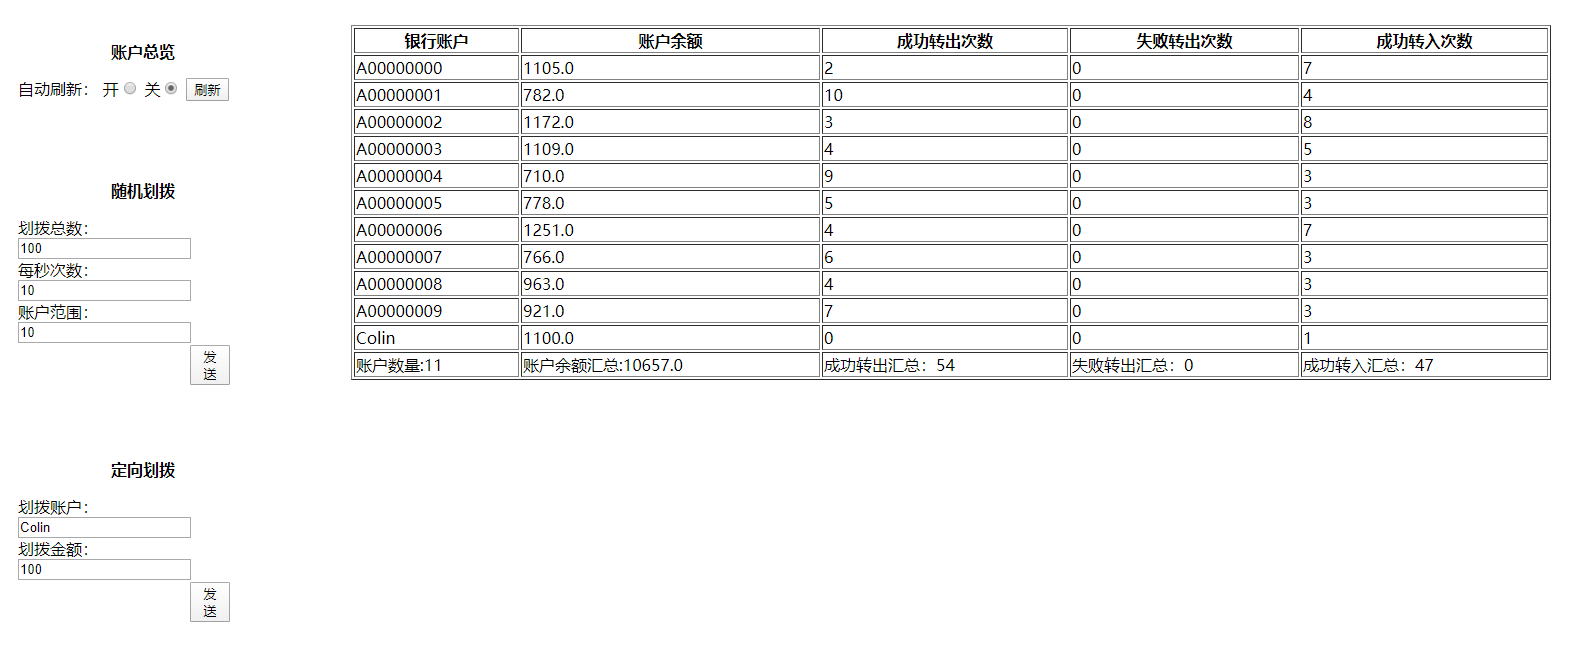 账户总览
自动刷新： 开 关 刷新
随机划拨
划拨总数：
100
每秒次数：
10
账户范围：
10
发
送
定向划拨
划拨账户：
Colin
划拨金额：
100
发
送
银行账户 账户余额 成功转出次数 失败转出次数 成功转入次数
A00000000 1105.0 2 0 7
A00000001 782.0 10 0 4
A00000002 1172.0 3 0 8
A00000003 1109.0 4 0 5
A00000004 710.0 9 0 3
A00000005 778.0 5 0 3
A00000006 1251.0 4 0 7
A00000007 766.0 6 0 3
A00000008 963.0 4 0 3
A00000009 921.0 7 0 3
Colin 1100.0 0 0 1
账户数量:11 账户余额汇总:10657.0 成功转出汇总：54 失败转出汇总：0 成功转入汇总：47